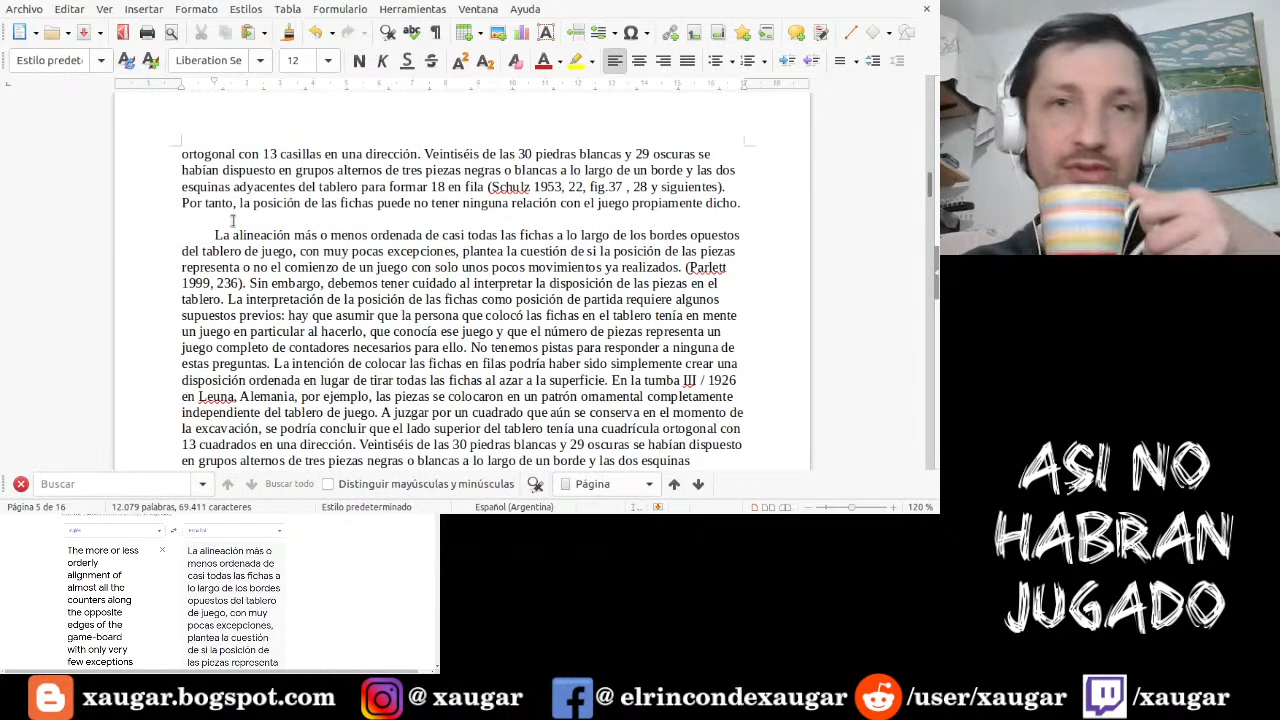 Archivo Editar Ver Insertar Formato Estilos Tabla Formulario Herramientas Ventana Ayuda
Estilo predet Liberation Se 12
1 1 2 3 4 5 6 7 8 9 10 11 12 13 14 15 16 17 18
ortogonal con 13 casillas en una dirección. Veintiséis de las 30 piedras blancas y 29 oscuras se
habían dispuesto en grupos alternos de tres piezas negras o blancas a lo largo de un borde y las dos
esquinas adyacentes del tablero para formar 18 en fila (Schulz 1953, 22, fig.37 , 28 y siguientes).
Por tanto, la posición de las fichas puede no tener ninguna relación con el juego propiamente dicho.
La alineación más o menos ordenada de casi todas las fichas a lo largo de los bordes opuestos
del tablero de juego, con muy pocas excepciones, plantea la cuestión de si la posición de las piezas
representa o no el comienzo de un juego con solo unos pocos movimientos ya realizados. (Parlett
1999, 236). Sin embargo, debemos tener cuidado al interpretar la disposición de las piezas en el
tablero. La interpretación de la posición de las fichas como posición de partida requiere algunos
supuestos previos: hay que asumir que la persona que colocó las fichas en el tablero tenía en mente
un juego en particular al hacerlo, que conocía ese juego y que el número de piezas representa un
juego completo de contadores necesarios para ello. No tenemos pistas para responder a ninguna de
estas preguntas. La intención de colocar las fichas en filas podría haber sido simplemente crear una
disposición ordenada en lugar de tirar todas las fichas al azar a la superficie. En la tumba III / 1926
en Leuna, Alemania, por ejemplo, las piezas se colocaron en un patrón ornamental completamente
independiente del tablero de juego. A juzgar por un cuadrado que aún se conserva en el momento de
la excavación, se podría concluir que el lado superior del tablero tenía una cuadrícula ortogonal con
13 cuadrados en una dirección. Veintiséis de las 30 piedras blancas y 29 oscuras se habían dispuesto
en grupos alternos de tres piezas negras o blancas a lo largo de un borde y las dos esquinas
Buscar Buscar todo Distinguir mayúsculas y minúsculas Página
Página 5 de 16 12.079 palabras, 69.411 caracteres Estilo predeterminado Español (Argentina) 120 %
Inglés Español
The more or less
orderly
alignment of
almost all the
counters along
the opposite
edges of the
game-board
with only very
few exceptions
La alineación más o
menos ordenada de
casi todas las fichas a
lo largo de los bordes
opuestos del tablero
de juego, con muy
pocas excepciones,
plantea la cuestión
de si la posición de
las piezas representa
ASI NO
HABRAN
JUGADO
xaugar.bogspot.com @ xaugar @ elrincondexaugar /user/xaugar /xaugar